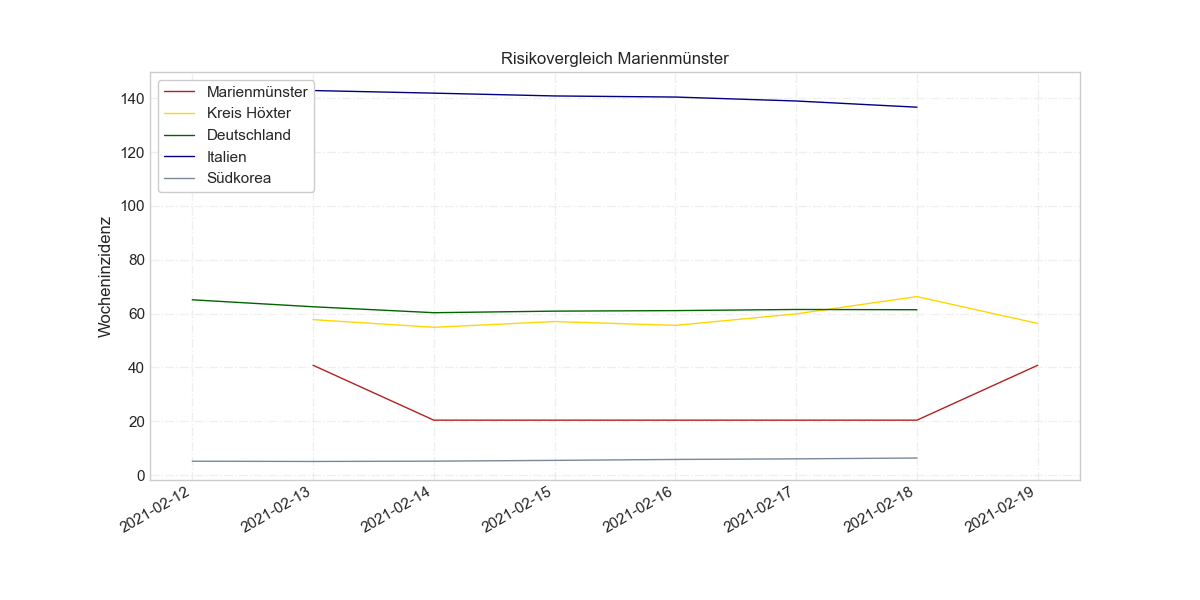 Risikovergleich Marienmünster
Marienmünster
Kreis Höxter
Deutschland
Italien
Südkorea
Wocheninzidenz
140
120
100
80
60
40
20
0
2021-02-12
2021-02-13
2021-02-14
2021-02-15
2021-02-16
2021-02-17
2021-02-18
2021-02-19